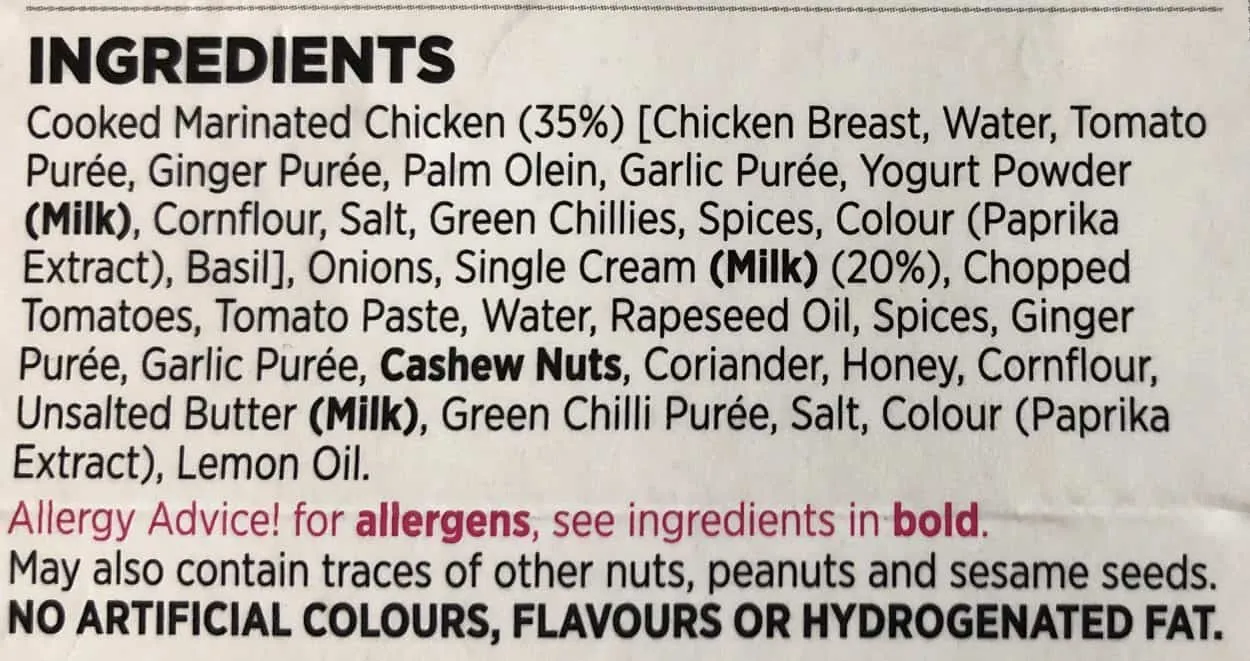 INGREDIENTS
Cooked Marinated Chicken (35%) [Chicken Breast, Water, Tomato
Purée, Ginger Purée, Palm Olein, Garlic Purée, Yogurt Powder
(Milk), Cornflour, Salt, Green Chillies, Spices, Colour (Paprika
Extract), Basil], Onions, Single Cream (Milk) (20%), Chopped
Tomatoes, Tomato Paste, Water, Rapeseed Oil, Spices, Ginger
Purée, Garlic Purée, Cashew Nuts, Coriander, Honey, Cornflour,
Unsalted Butter (Milk), Green Chilli Purée, Salt, Colour (Paprika
Extract), Lemon Oil.
Allergy Advice! for allergens, see ingredients in bold.
May also contain traces of other nuts, peanuts and sesame seeds.
NO ARTIFICIAL COLOURS, FLAVOURS OR HYDROGENATED FAT.